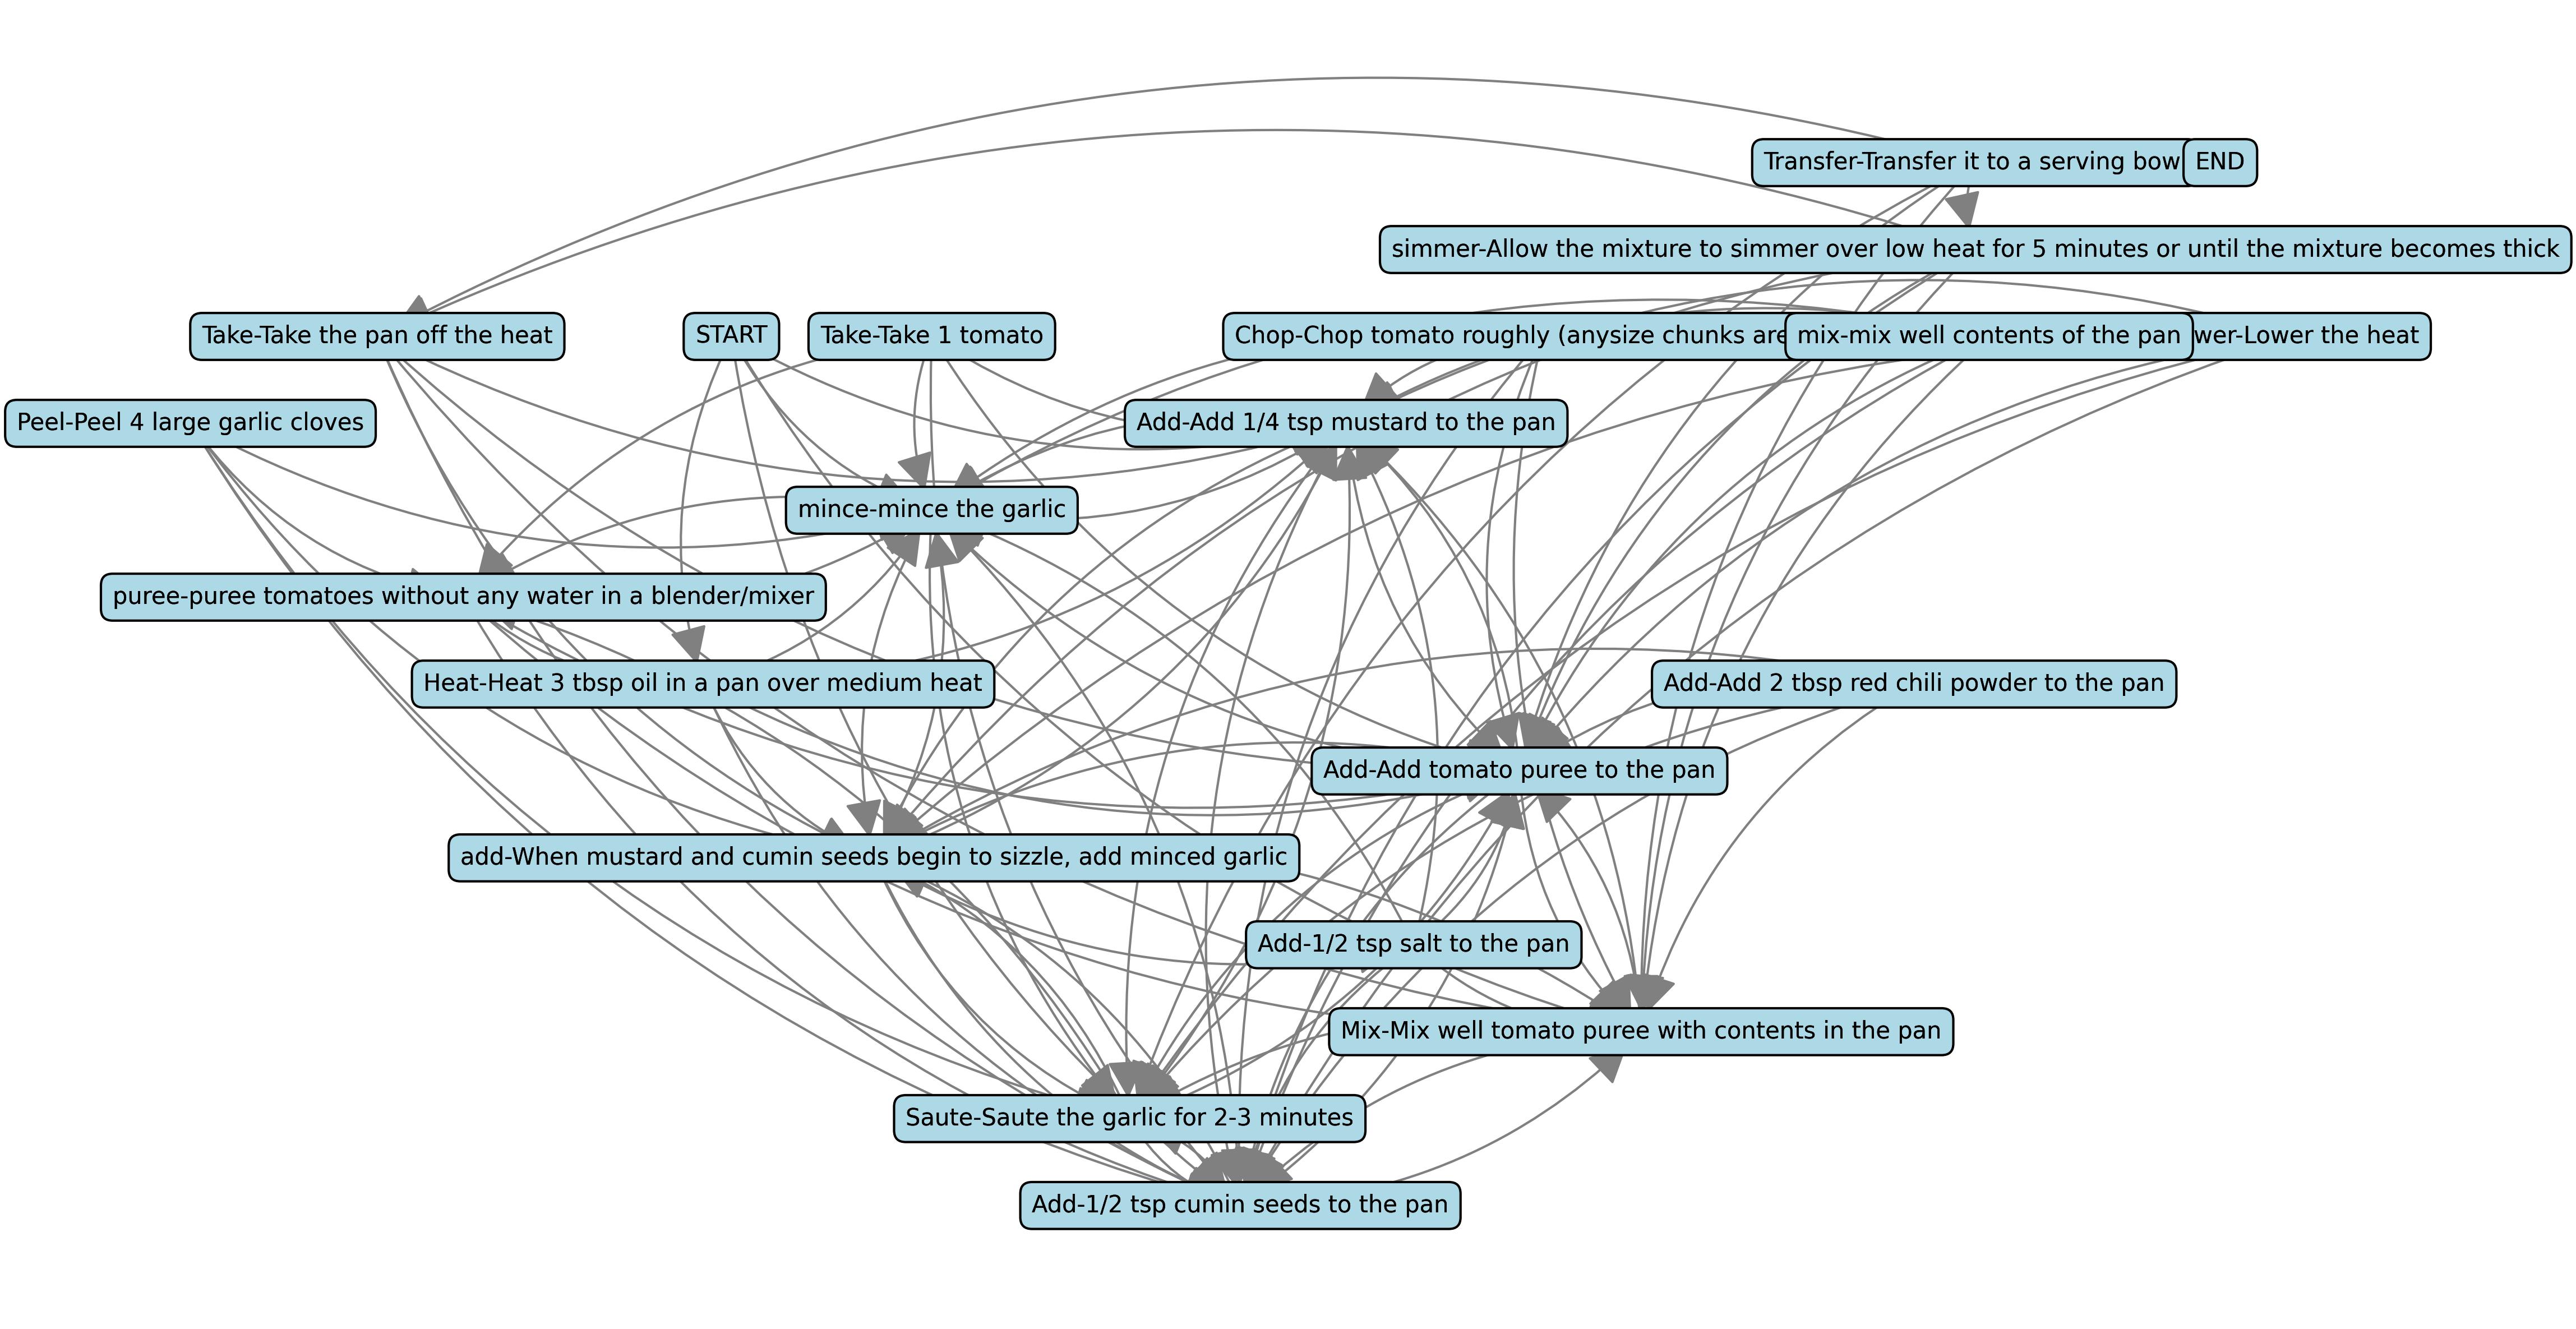 Transfer-Transfer it to a serving bow
END
simmer-Allow the mixture to simmer over low heat for 5 minutes or until the mixture becomes thick
Take-Take the pan off the heat
START
Take-Take 1 tomato
Chop-Chop tomato roughly (anysize chunks are
mix-mix well contents of the pan
wer-Lower the heat
Peel-Peel 4 large garlic cloves
Add-Add 1/4 tsp mustard to the pan
mince-mince the garlic
puree-puree tomatoes without any water in a blender/mixer
Heat-Heat 3 tbsp oil in a pan over medium heat
Add-Add 2 tbsp red chili powder to the pan
Add-Add tomato puree to the pan
add-When mustard and cumin seeds begin to sizzle, add minced garlic
Add-1/2 tsp salt to the pan
Mix-Mix well tomato puree with contents in the pan
Saute-Saute the garlic for 2-3 minutes
Add-1/2 tsp cumin seeds to the pan